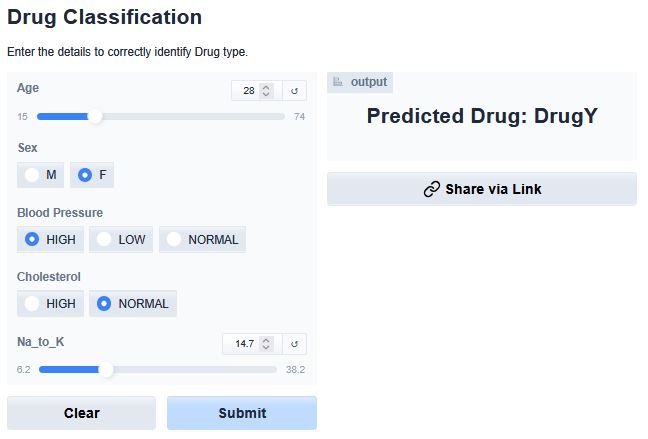 Drug Classification
Enter the details to correctly identify Drug type.
Age
28
↺
15
74
Sex
M
F
Blood Pressure
HIGH
LOW
NORMAL
Cholesterol
HIGH
NORMAL
Na_to_K
14.7
↺
6.2
38.2
Clear
Submit
output
Predicted Drug: DrugY
Share via Link